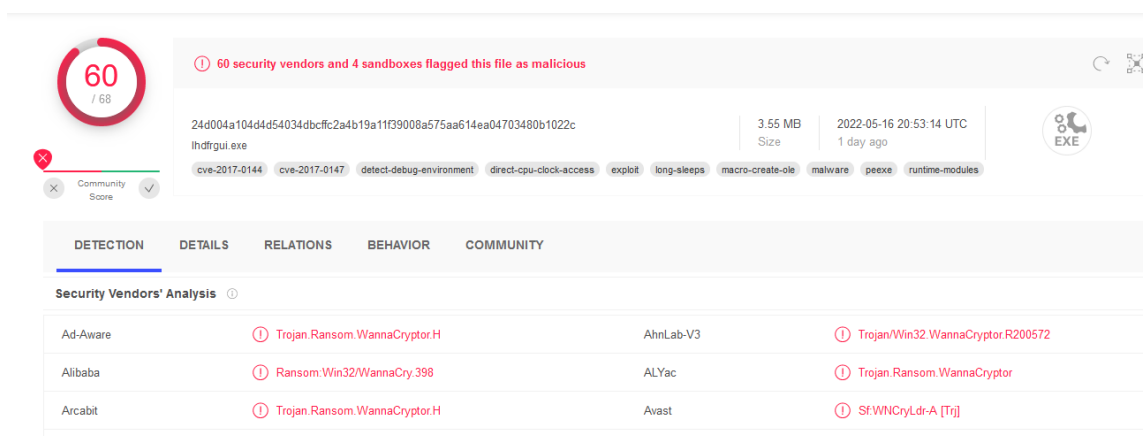 60
/ 68
60 security vendors and 4 sandboxes flagged this file as malicious
24d004a104d4d54034dbcffc2a4b19a11f39008a575aa614ea04703480b1022c
lhdfrgui.exe
3.55 MB
Size
2022-05-16 20:53:14 UTC
1 day ago
EXE
cve-2017-0144 cve-2017-0147 detect-debug-environment direct-cpu-clock-access exploit long-sleeps macro-create-ole malware peexe runtime-modules
Community
Score
DETECTION DETAILS RELATIONS BEHAVIOR COMMUNITY
Security Vendors' Analysis
Ad-Aware Trojan.Ransom.WannaCryptor.H AhnLab-V3 Trojan/Win32.WannaCryptor.R200572
Alibaba Ransom:Win32/WannaCry.398 ALYac Trojan.Ransom.WannaCryptor
Arcabit Trojan.Ransom.WannaCryptor.H Avast Sf:WNCryLdr-A [Trj]